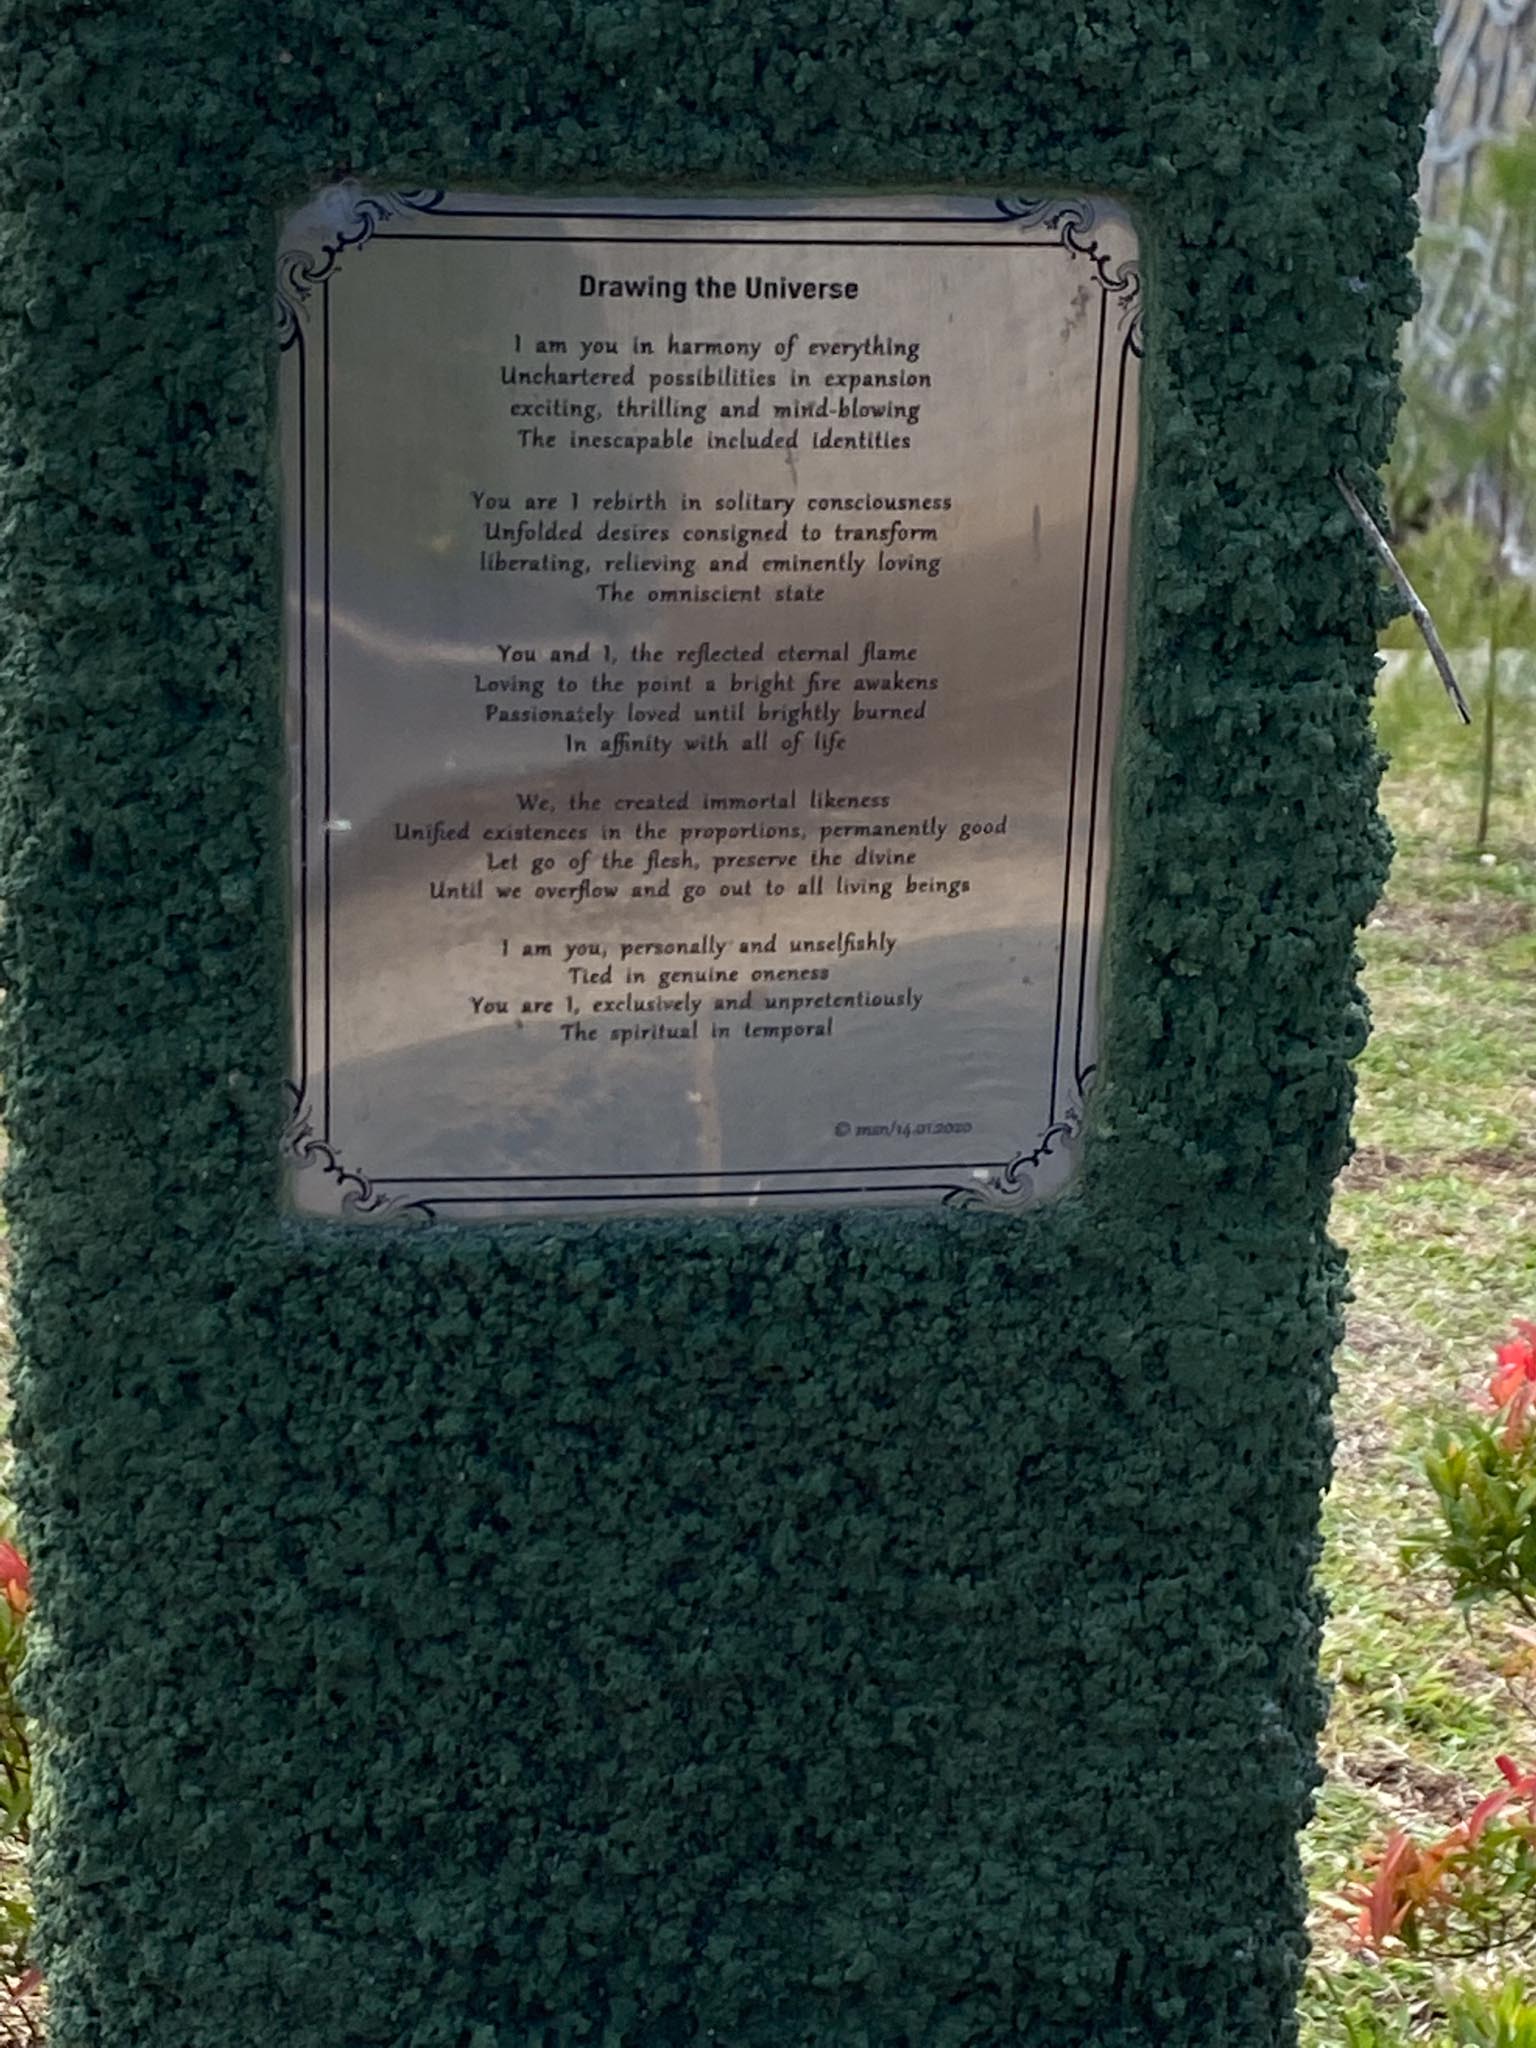 Drawing the Universe
I am you in harmony of everything
Unchartered possibilities in expansion
exciting, thrilling and mind-blowing
The inescapable included identities
You are I rebirth in solitary consciousness
Unfolded desires consigned to transform
liberating, relieving and eminently loving
The omniscient state
You and I, the reflected eternal flame
Loving to the point a bright fire awakens
Passionately loved until brightly burned
In affinity with all of life
We, the created immortal likeness
Unified existences in the proportions, permanently good
Let go of the flesh, preserve the divine
Until we overflow and go out to all living beings
I am you, personally and unselfishly
Tied in genuine oneness
You are I, exclusively and unpretentiously
The spiritual in temporal